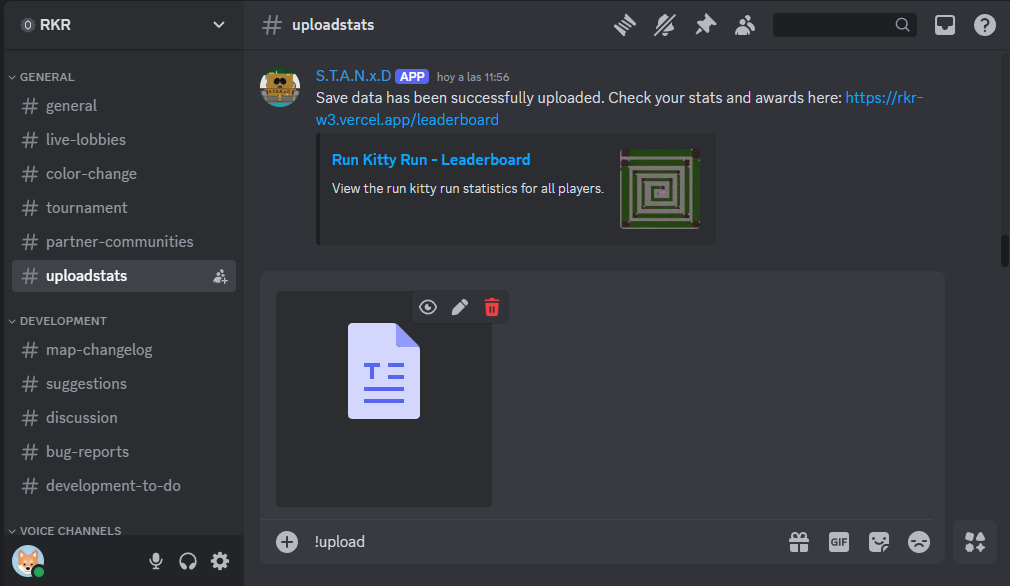 RKR
uploadstats
GENERAL
general
live-lobbies
color-change
tournament
partner-communities
uploadstats
DEVELOPMENT
map-changelog
suggestions
discussion
bug-reports
development-to-do
VOICE CHANNELS
S.T.A.N.x.D APP hoy a las 11:56
Save data has been successfully uploaded. Check your stats and awards here: https://rkr-
w3.vercel.app/leaderboard
Run Kitty Run - Leaderboard
View the run kitty run statistics for all players.
!upload
GIF